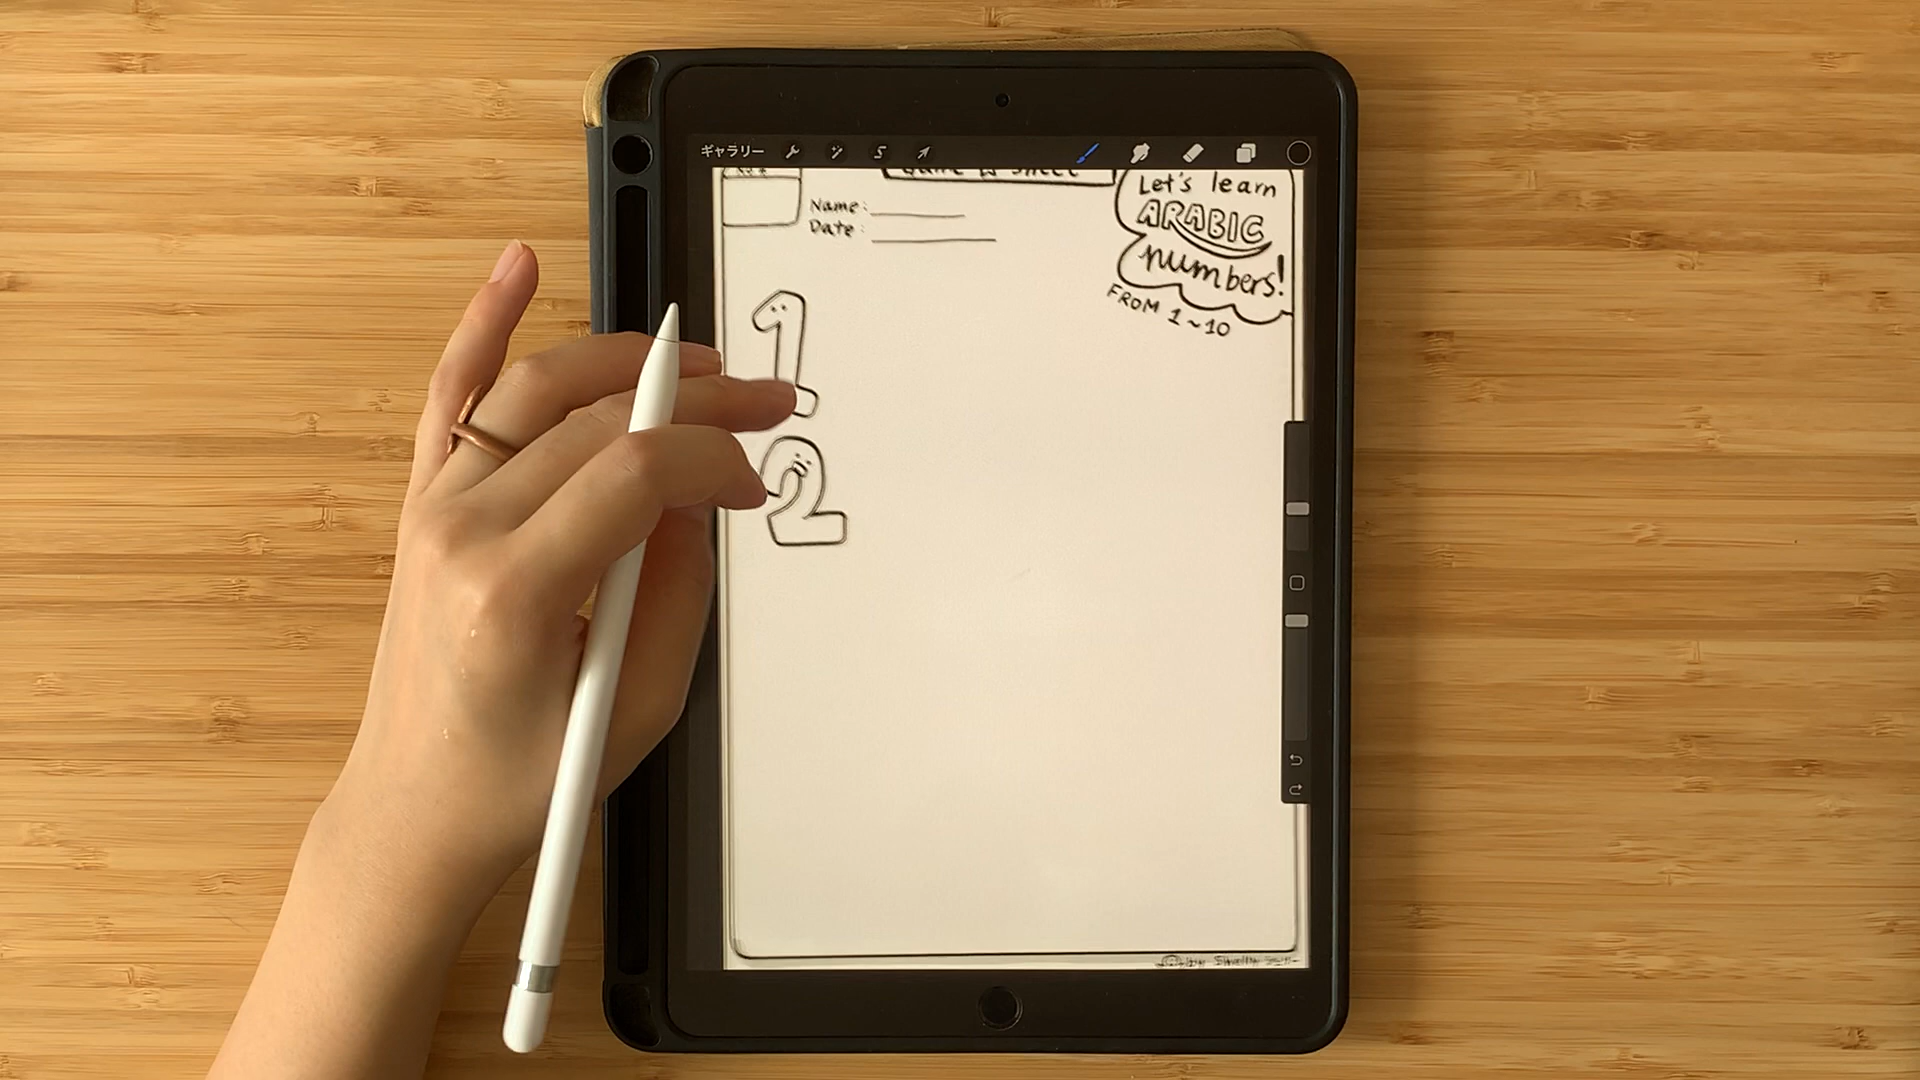 ギャラリー
Name:
Date:
Let's learn
ARABIC
numbers!
FROM 1~10
1
2